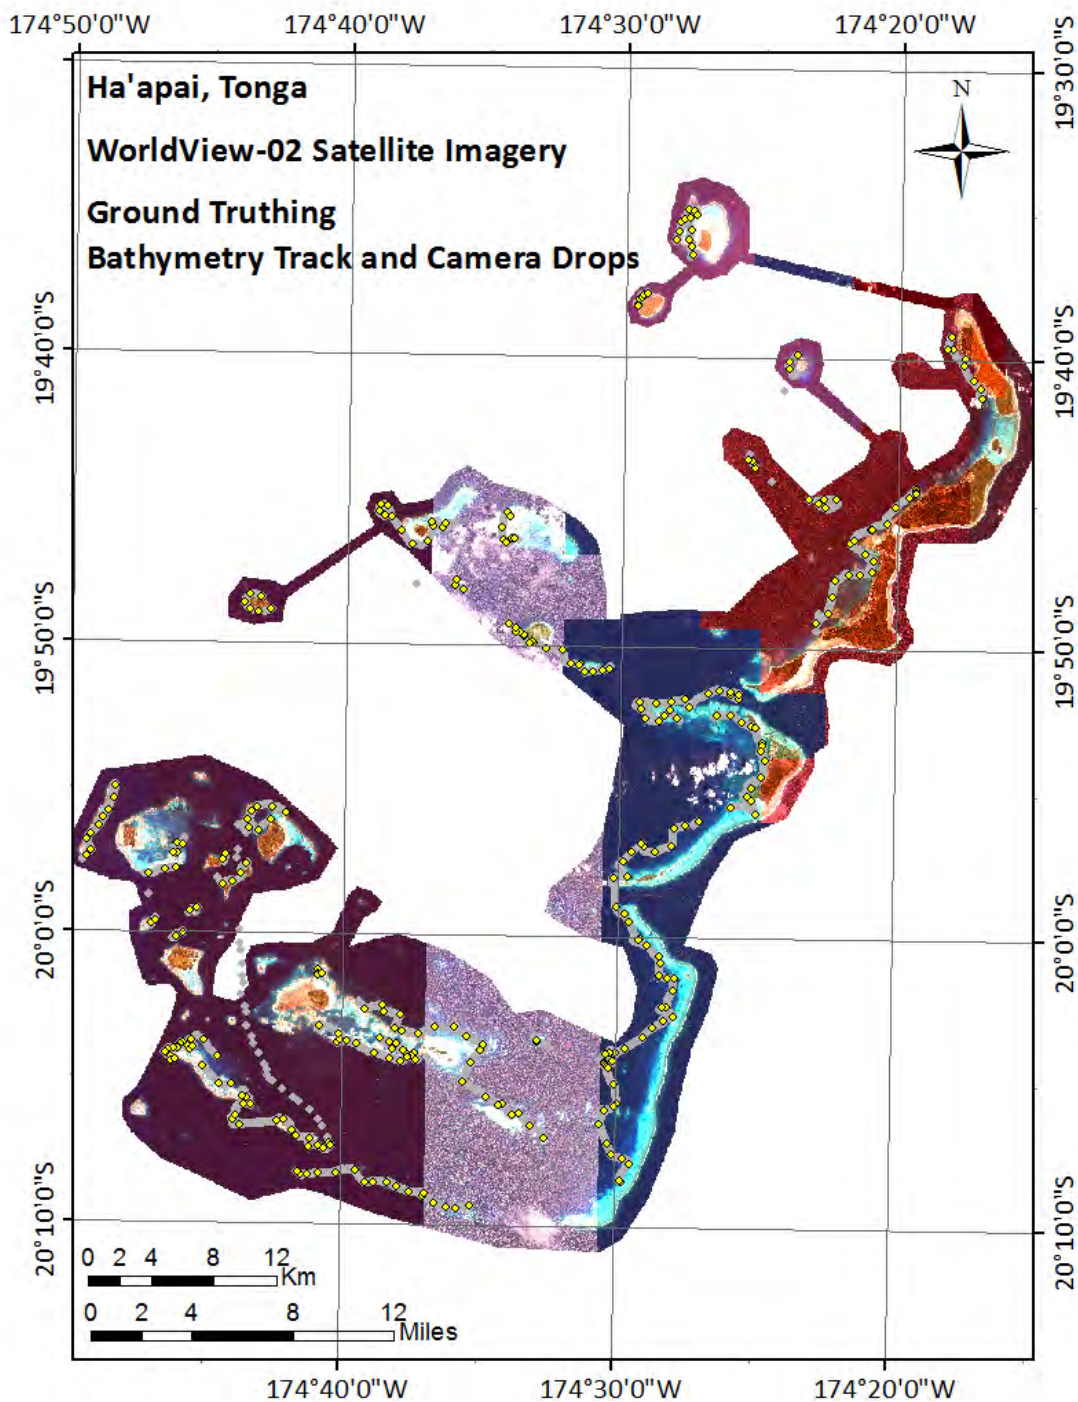 174°50'0"W 174°40'0"W 174°30'0"W 174°20'0"W
Ha'apai, Tonga
WorldView-02 Satellite Imagery
Ground Truthing
Bathymetry Track and Camera Drops
N
19°30'0"S
19°40'0"S 19°40'0"S
19°50'0"S 19°50'0"S
20°0'0"S 20°0'0"S
20°10'0"S 20°10'0"S
0 2 4 8 12
Km
0 2 4 8 12
Miles
174°40'0"W 174°30'0"W 174°20'0"W